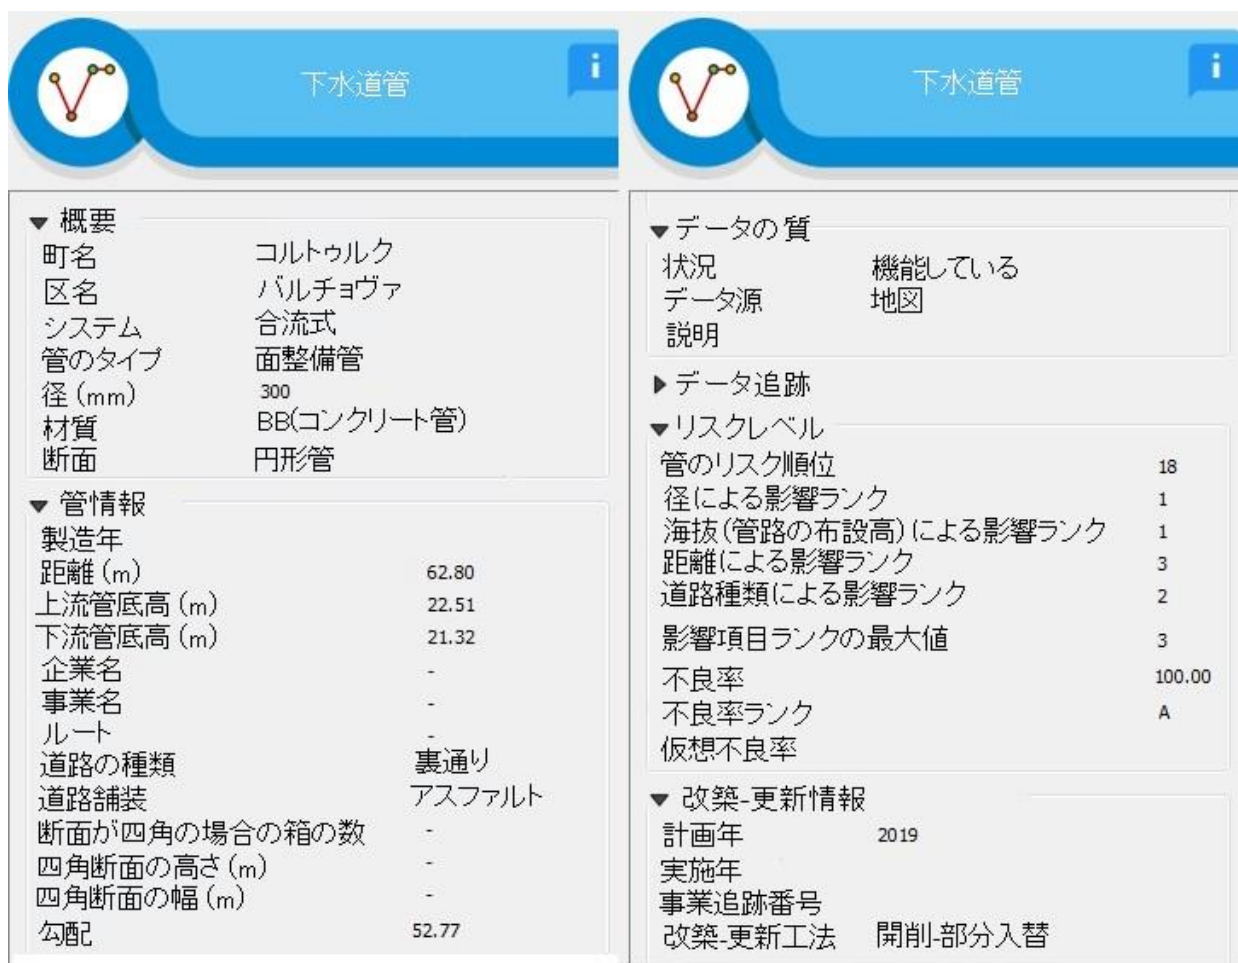 下水道管
i
▼ 概要
町名 コルトゥルク
区名 バルチョヴァ
システム 合流式
管のタイプ 面整備管
径(mm) 300
材質 BB(コンクリート管)
断面 円形管
▼ 管情報
製造年
距離(m) 62.80
上流管底高(m) 22.51
下流管底高(m) 21.32
企業名 -
事業名 -
ルート -
道路の種類 裏通り
道路舗装 アスファルト
断面が四角の場合の箱の数 -
四角断面の高さ(m) -
四角断面の幅(m) -
勾配 52.77
下水道管
i
▼データの質
状況 機能している
データ源 地図
説明
▶データ追跡
▼リスクレベル
管のリスク順位 18
径による影響ランク 1
海抜(管路の布設高)による影響ランク 1
距離による影響ランク 3
道路種類による影響ランク 2
影響項目ランクの最大値 3
不良率 100.00
不良率ランク A
仮想不良率
▼ 改築-更新情報
計画年 2019
実施年
事業追跡番号
改築-更新工法 開削-部分入替